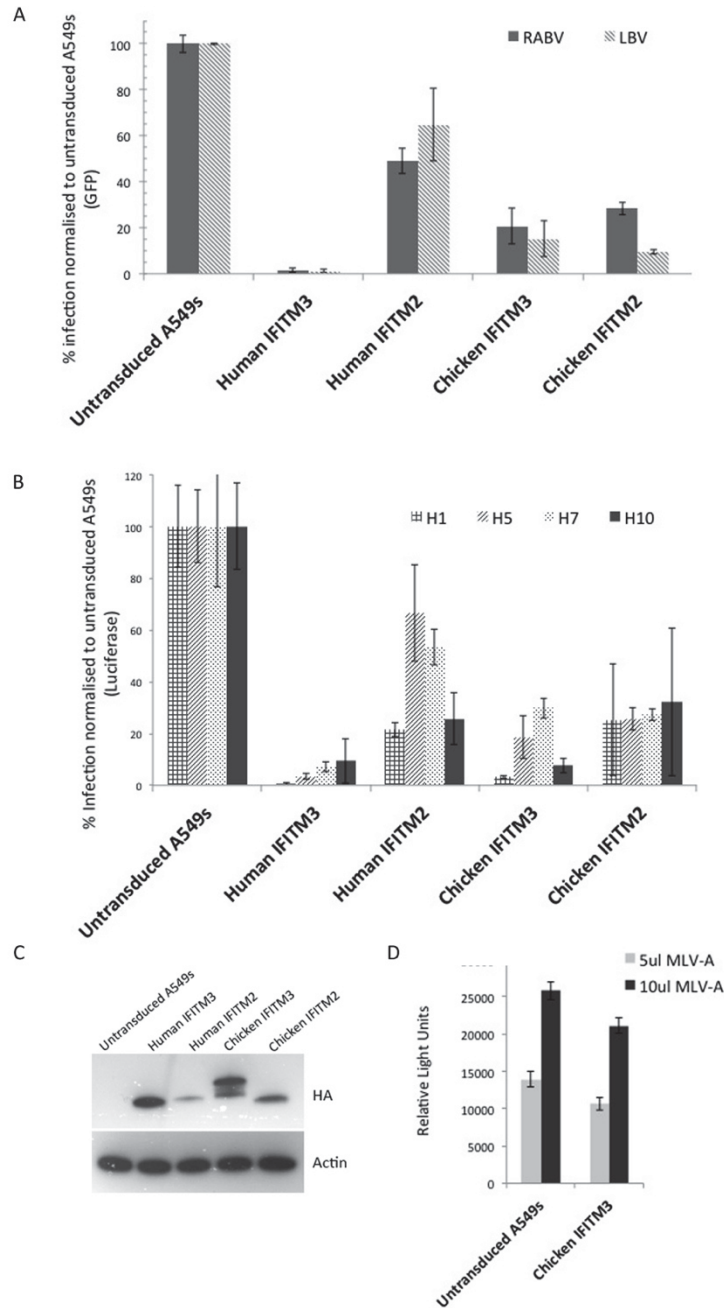 A
% infection normalised to untransduced A549s
(GFP)
100
80
60
40
20
0
RABV
LBV
Untransduced A549s
Human IFITM3
Human IFITM2
Chicken IFITM3
Chicken IFITM2
B
% Infection normalised to untransduced A549s
(Luciferase)
120
100
80
60
40
20
0
H1
H5
H7
H10
Untransduced A549s
Human IFITM3
Human IFITM2
Chicken IFITM3
Chicken IFITM2
C
Untransduced A549s
Human IFITM3
Human IFITM2
Chicken IFITM3
Chicken IFITM2
HA
Actin
D
5ul MLV-A
10ul MLV-A
Relative Light Units
25000
20000
15000
10000
5000
0
Untransduced A549s
Chicken IFITM3